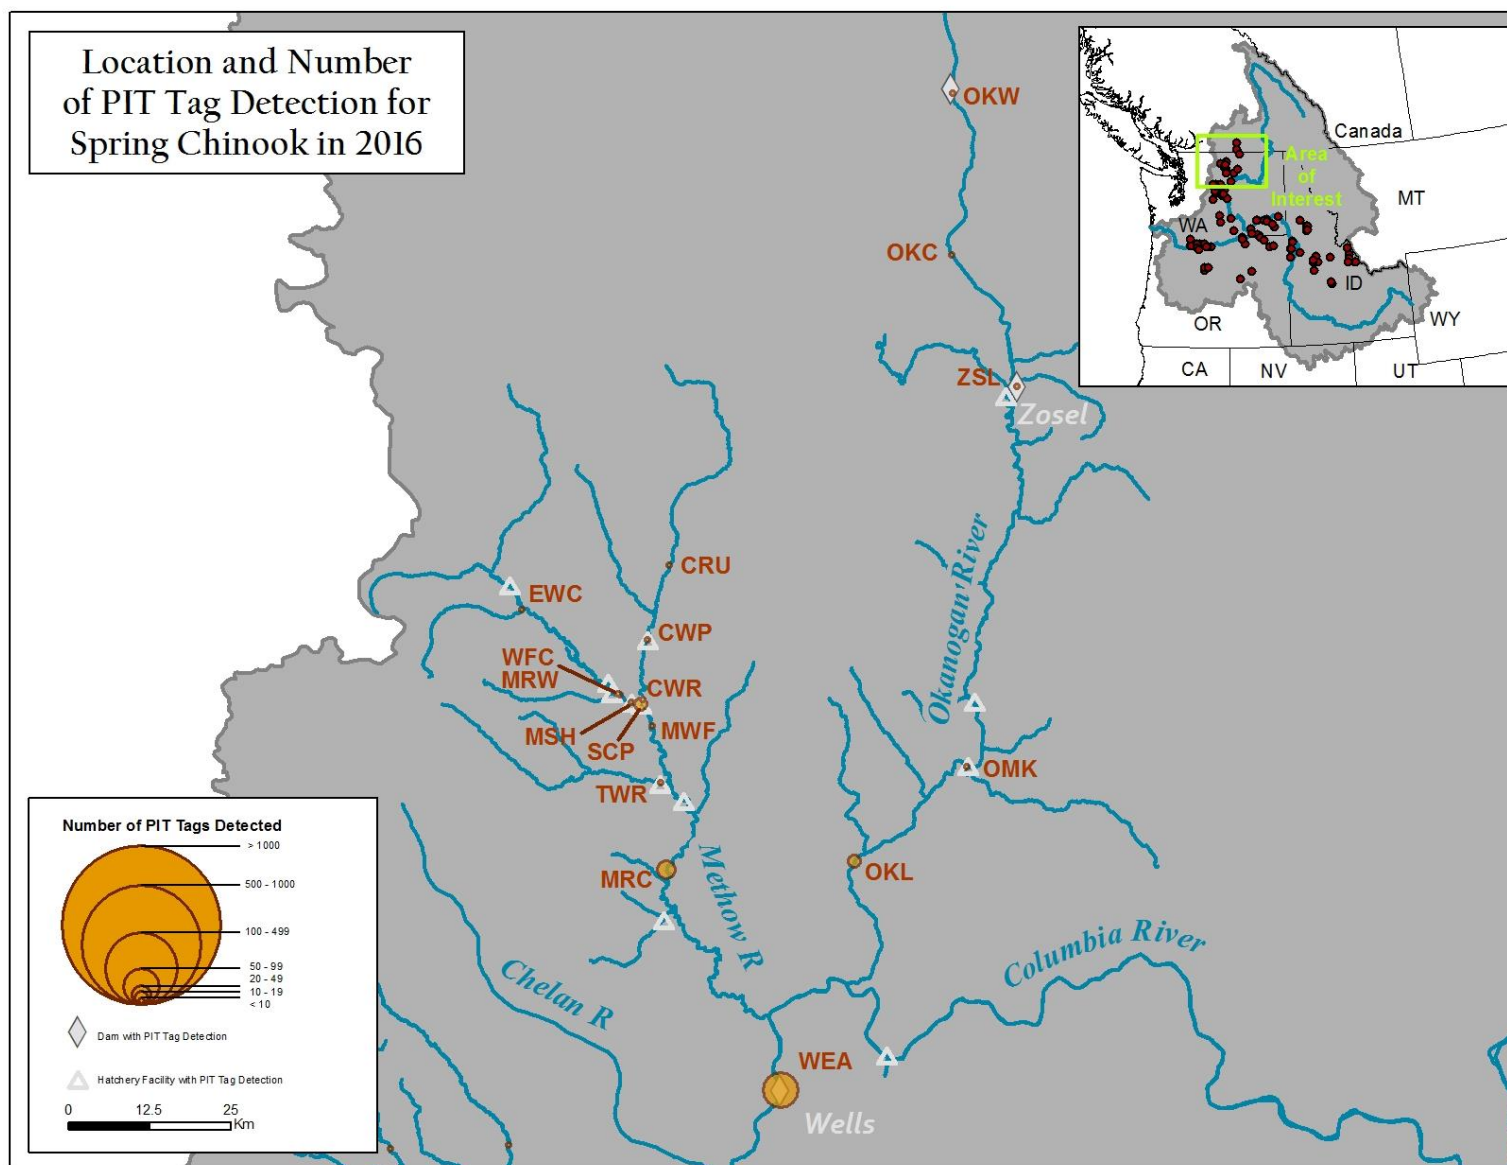 Location and Number
of PIT Tag Detection for
Spring Chinook in 2016
OKW
Canada
Area
of
Interest
MT
WA
ID
OR
WY
CA
NV
UT
OKC
ZSL
Zosel
Okanogan River
CRU
EWC
CWP
WFC
MRW
CWR
MSH
SCP
MWF
TWR
OMK
MRC
OKL
Methow R
Columbia River
Chelan R
WEA
Wells
Number of PIT Tags Detected
> 1000
500 - 1000
100 - 499
50 - 99
20 - 49
10 - 19
< 10
Dam with PIT Tag Detection
Hatchery Facility with PIT Tag Detection
0 12.5 25
Km